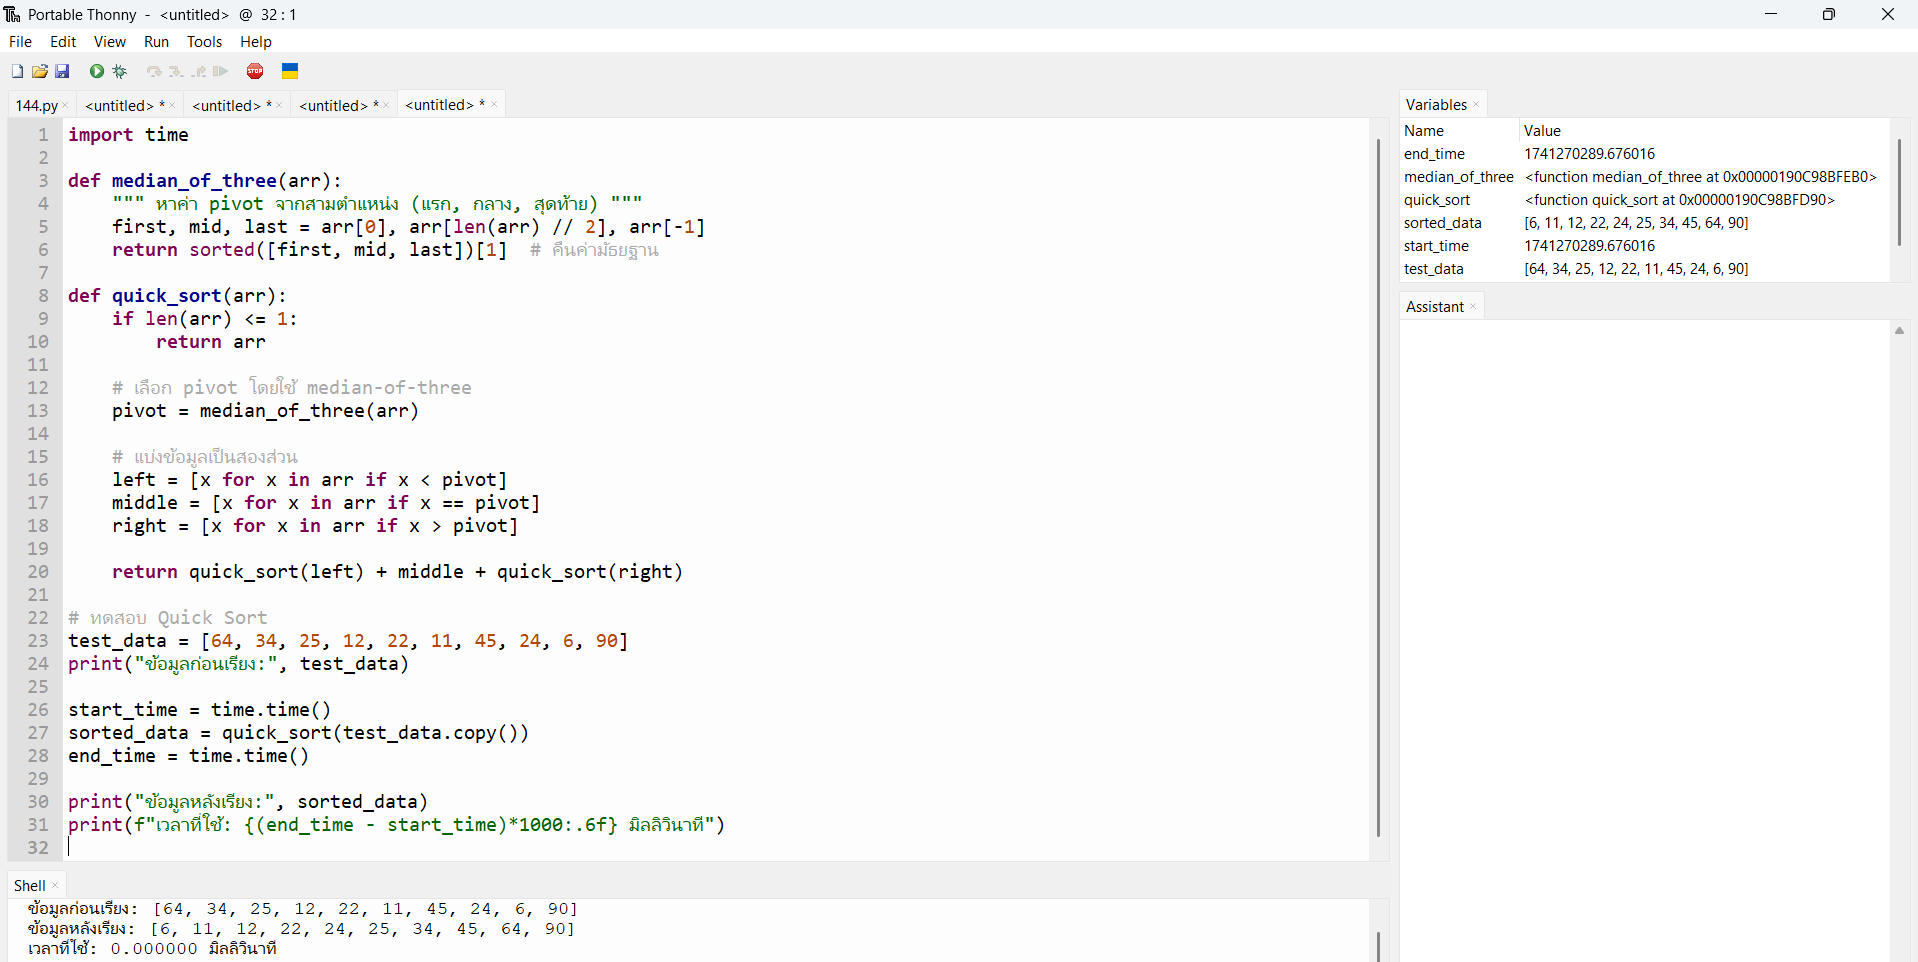 Portable Thonny - <untitled> @ 32 : 1
File Edit View Run Tools Help
STOP
144.py <untitled> * <untitled> * <untitled> * <untitled> *
1 import time
2
3 def median_of_three(arr):
4 """ หาค่า pivot จากสามตำแหน่ง (แรก, กลาง, สุดท้าย) """
5 first, mid, last = arr[0], arr[len(arr) // 2], arr[-1]
6 return sorted([first, mid, last])[1] # คืนค่ามัธยฐาน
7
8 def quick_sort(arr):
9 if len(arr) <= 1:
10 return arr
11
12 # เลือก pivot โดยใช้ median-of-three
13 pivot = median_of_three(arr)
14
15 # แบ่งข้อมูลเป็นสองส่วน
16 left = [x for x in arr if x < pivot]
17 middle = [x for x in arr if x == pivot]
18 right = [x for x in arr if x > pivot]
19
20 return quick_sort(left) + middle + quick_sort(right)
21
22 # ทดสอบ Quick Sort
23 test_data = [64, 34, 25, 12, 22, 11, 45, 24, 6, 90]
24 print("ข้อมูลก่อนเรียง:", test_data)
25
26 start_time = time.time()
27 sorted_data = quick_sort(test_data.copy())
28 end_time = time.time()
29
30 print("ข้อมูลหลังเรียง:", sorted_data)
31 print(f"เวลาที่ใช้: {(end_time - start_time)*1000:.6f} มิลลิวินาที")
32
Shell
ข้อมูลก่อนเรียง: [64, 34, 25, 12, 22, 11, 45, 24, 6, 90]
ข้อมูลหลังเรียง: [6, 11, 12, 22, 24, 25, 34, 45, 64, 90]
เวลาที่ใช้: 0.000000 มิลลิวินาที
Variables
Name Value
end_time 1741270289.676016
median_of_three <function median_of_three at 0x00000190C98BFEB0>
quick_sort <function quick_sort at 0x00000190C98BFD90>
sorted_data [6, 11, 12, 22, 24, 25, 34, 45, 64, 90]
start_time 1741270289.676016
test_data [64, 34, 25, 12, 22, 11, 45, 24, 6, 90]
Assistant